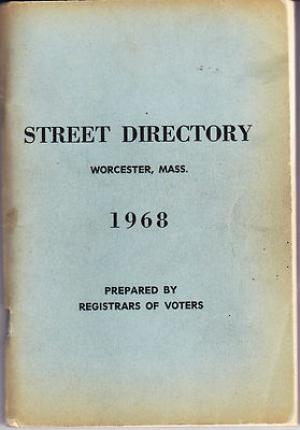 STREET DIRECTORY
WORCESTER, MASS.
1968
PREPARED BY
REGISTRARS OF VOTERS